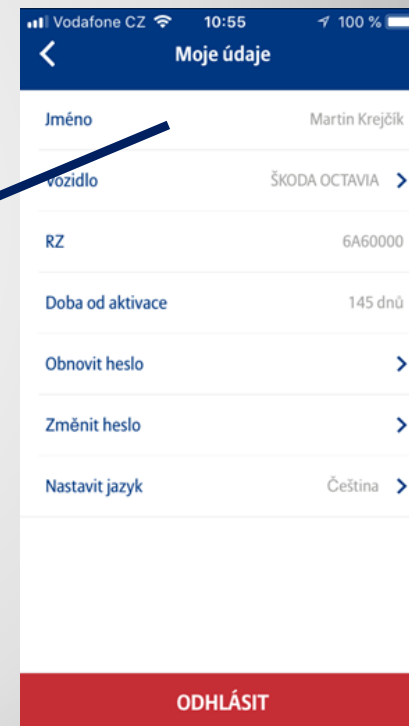 Vodafone CZ 10:55 100 %
Moje údaje
Jméno Martin Krejčík
Vozidlo ŠKODA OCTAVIA
RZ 6A60000
Doba od aktivace 145 dnů
Obnovit heslo
Změnit heslo
Nastavit jazyk Čeština
ODHLÁSIT